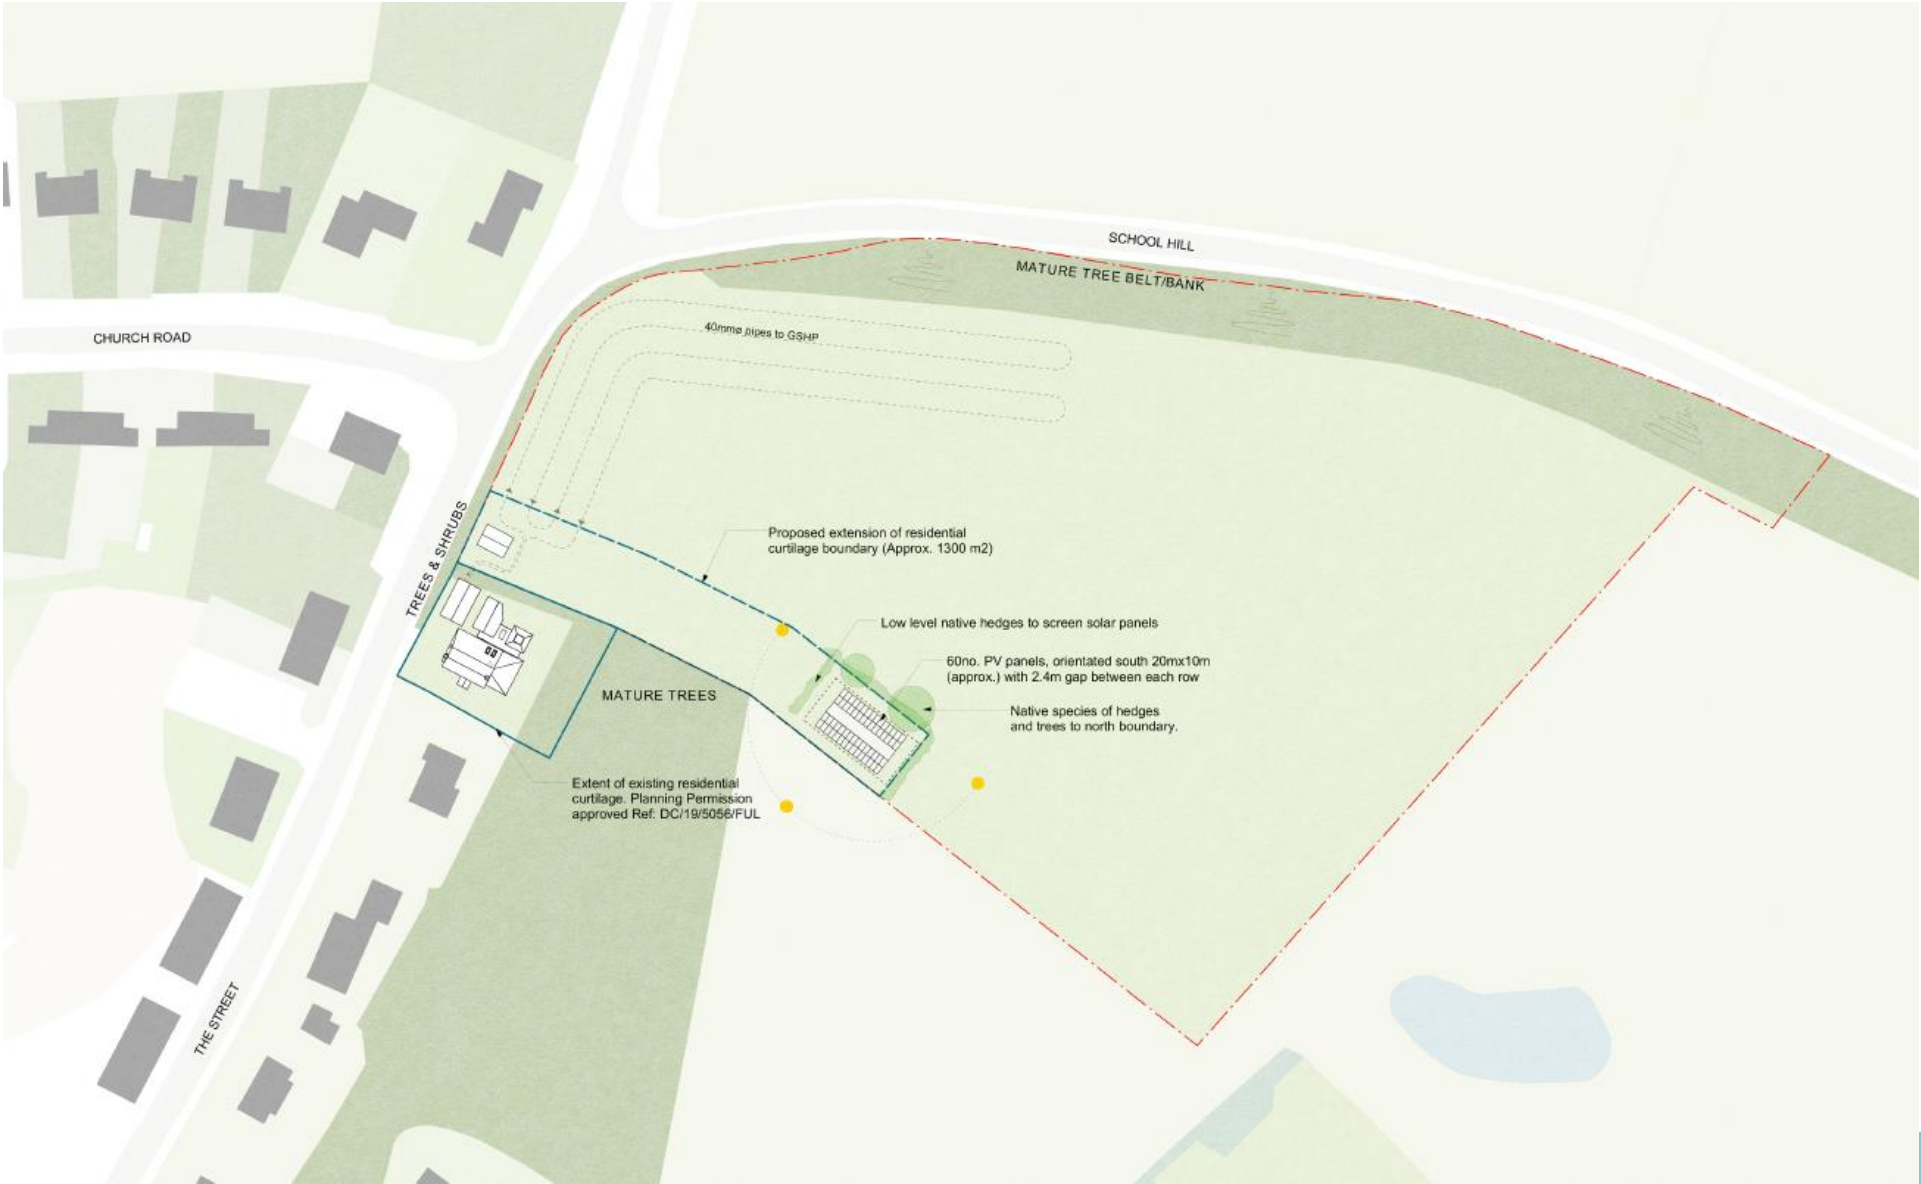 SCHOOL HILL
MATURE TREE BELT/BANK
40mmø pipes to GSHP
CHURCH ROAD
TREES & SHRUBS
Proposed extension of residential
curtilage boundary (Approx. 1300 m2)
Low level native hedges to screen solar panels
60no. PV panels, orientated south 20mx10m
(approx.) with 2.4m gap between each row
MATURE TREES
Native species of hedges
and trees to north boundary.
Extent of existing residential
curtilage. Planning Permission
approved Ref: DC/19/5056/FUL
THE STREET